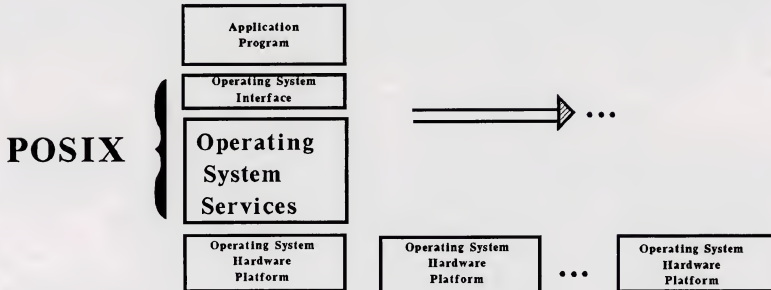 Application
Program
Operating System
Interface
POSIX
Operating
System
Services
• • •
Operating System
Hardware
Platform
Operating System
Hardware
Platform
• • •
Operating System
Hardware
Platform